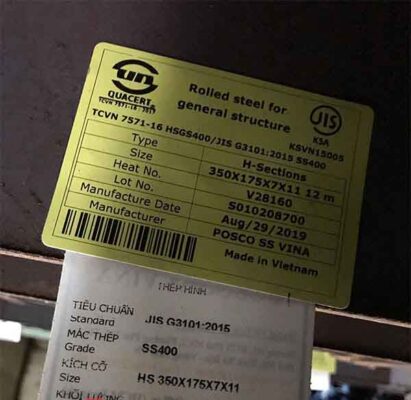 QUACERT
TCVN 7571-16 : 2017
Rolled steel for
general structure
JIS
KSA
KSVN15005
TCVN 7571-16 HSGS400/JIS G3101:2015 SS400
Type H-Sections
Size 350X175X7X11 12 m
Heat No. V28160
Lot No. S010208700
Manufacture Date Aug/29/2019
Manufacturer POSCO SS VINA
Made in Vietnam
THÉP HÌNH
TIÊU CHUẨN
Standard JIS G3101:2015
MÁC THÉP
Grade SS400
KÍCH CỠ
Size HS 350X175X7X11
KHỐI LƯỢNG